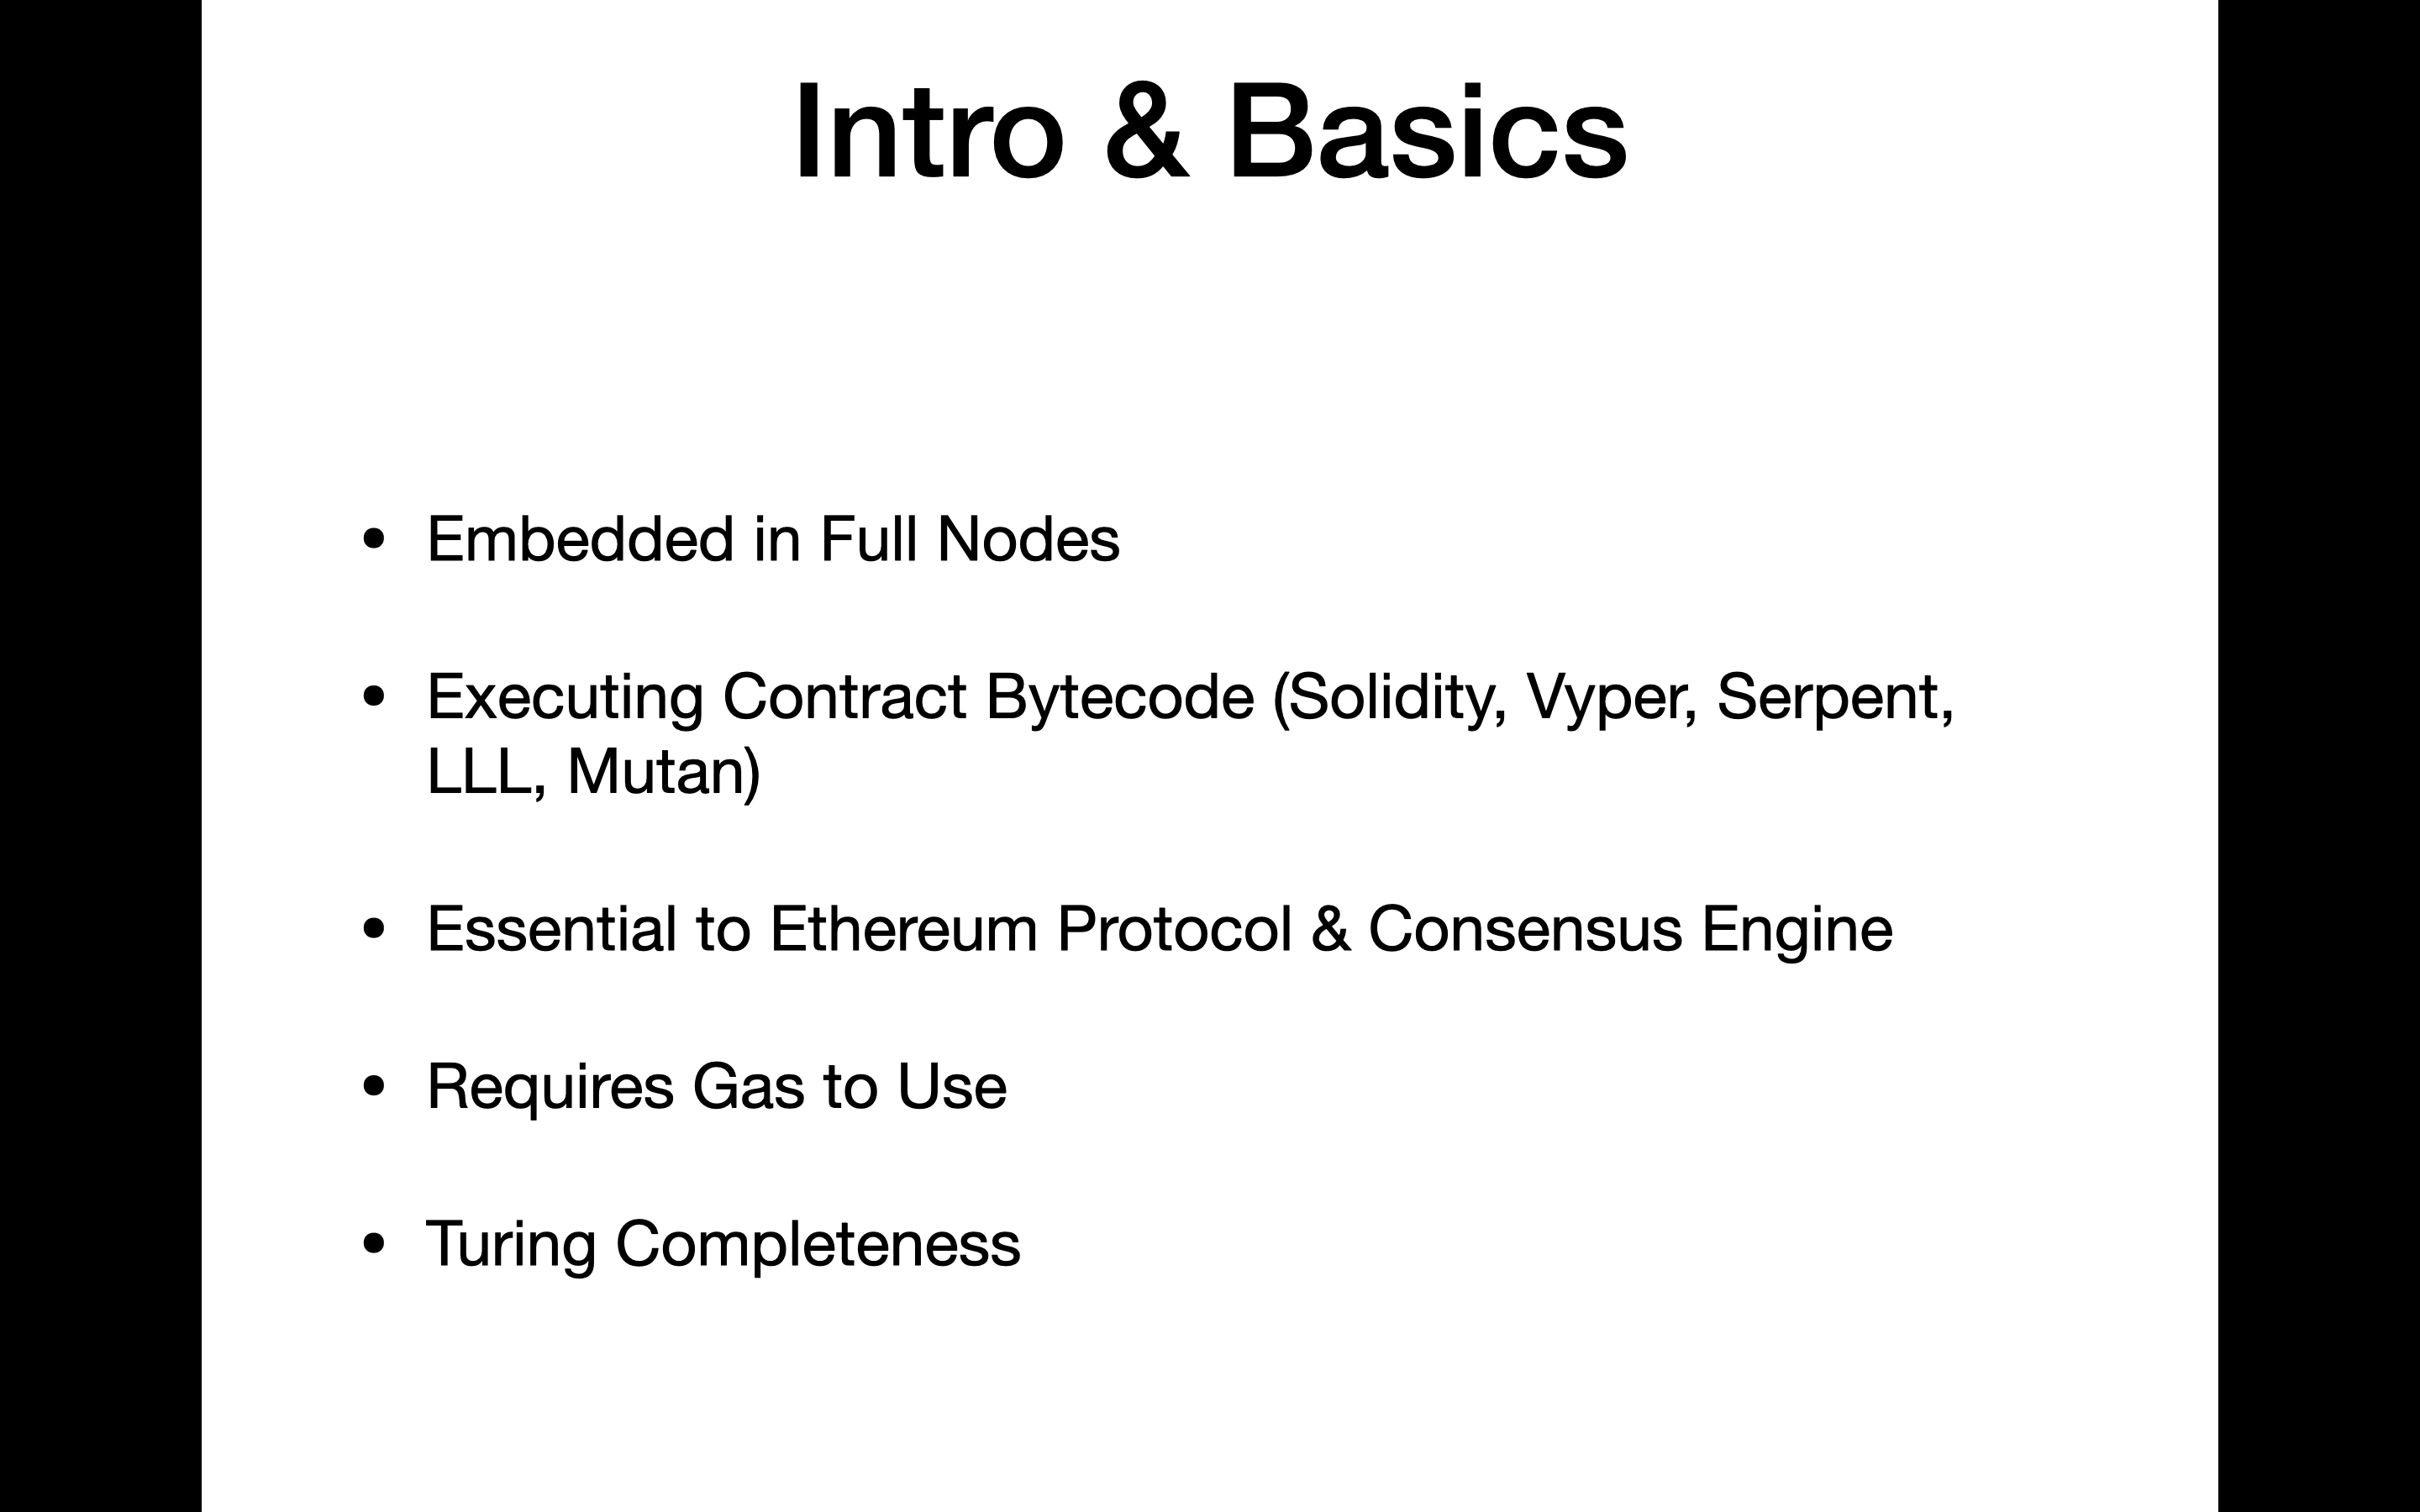 Intro & Basics
• Embedded in Full Nodes
• Executing Contract Bytecode (Solidity, Vyper, Serpent,
LLL, Mutan)
• Essential to Ethereum Protocol & Consensus Engine
• Requires Gas to Use
• Turing Completeness